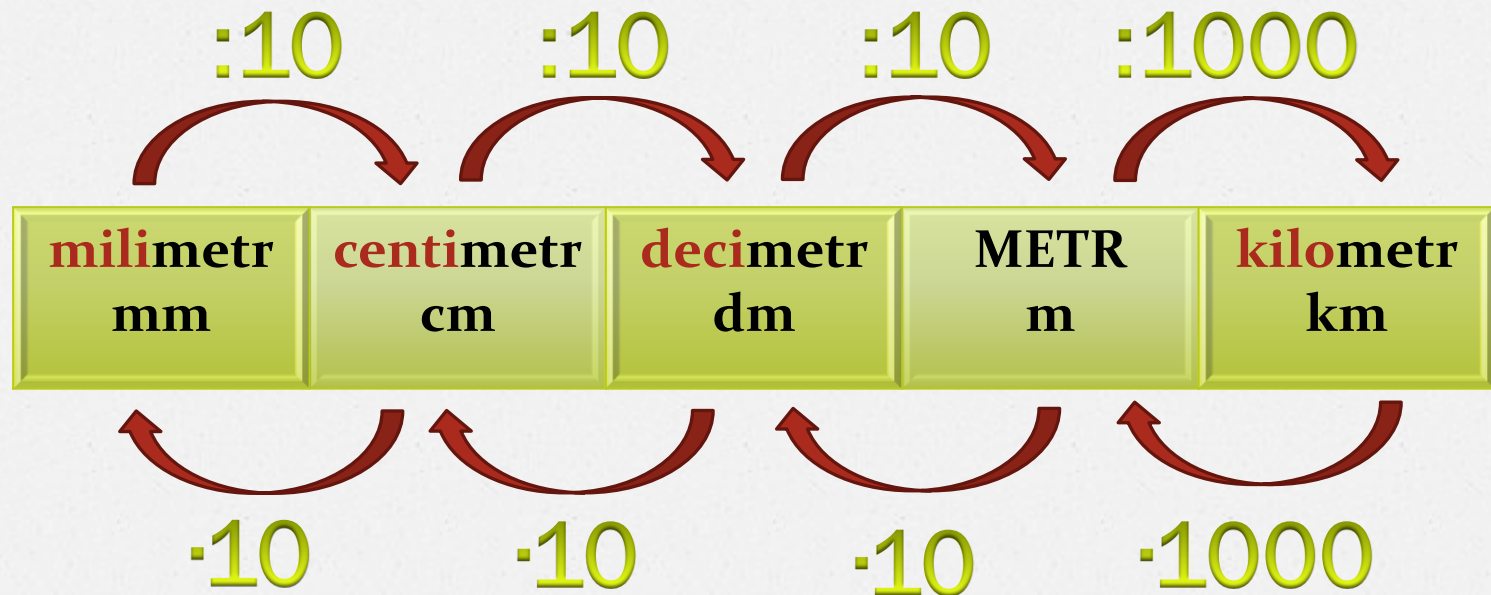 :10 :10 :10 :1000
milimetr centimetr decimetr METR kilometr
mm cm dm m km
·10 ·10 ·10 ·1000